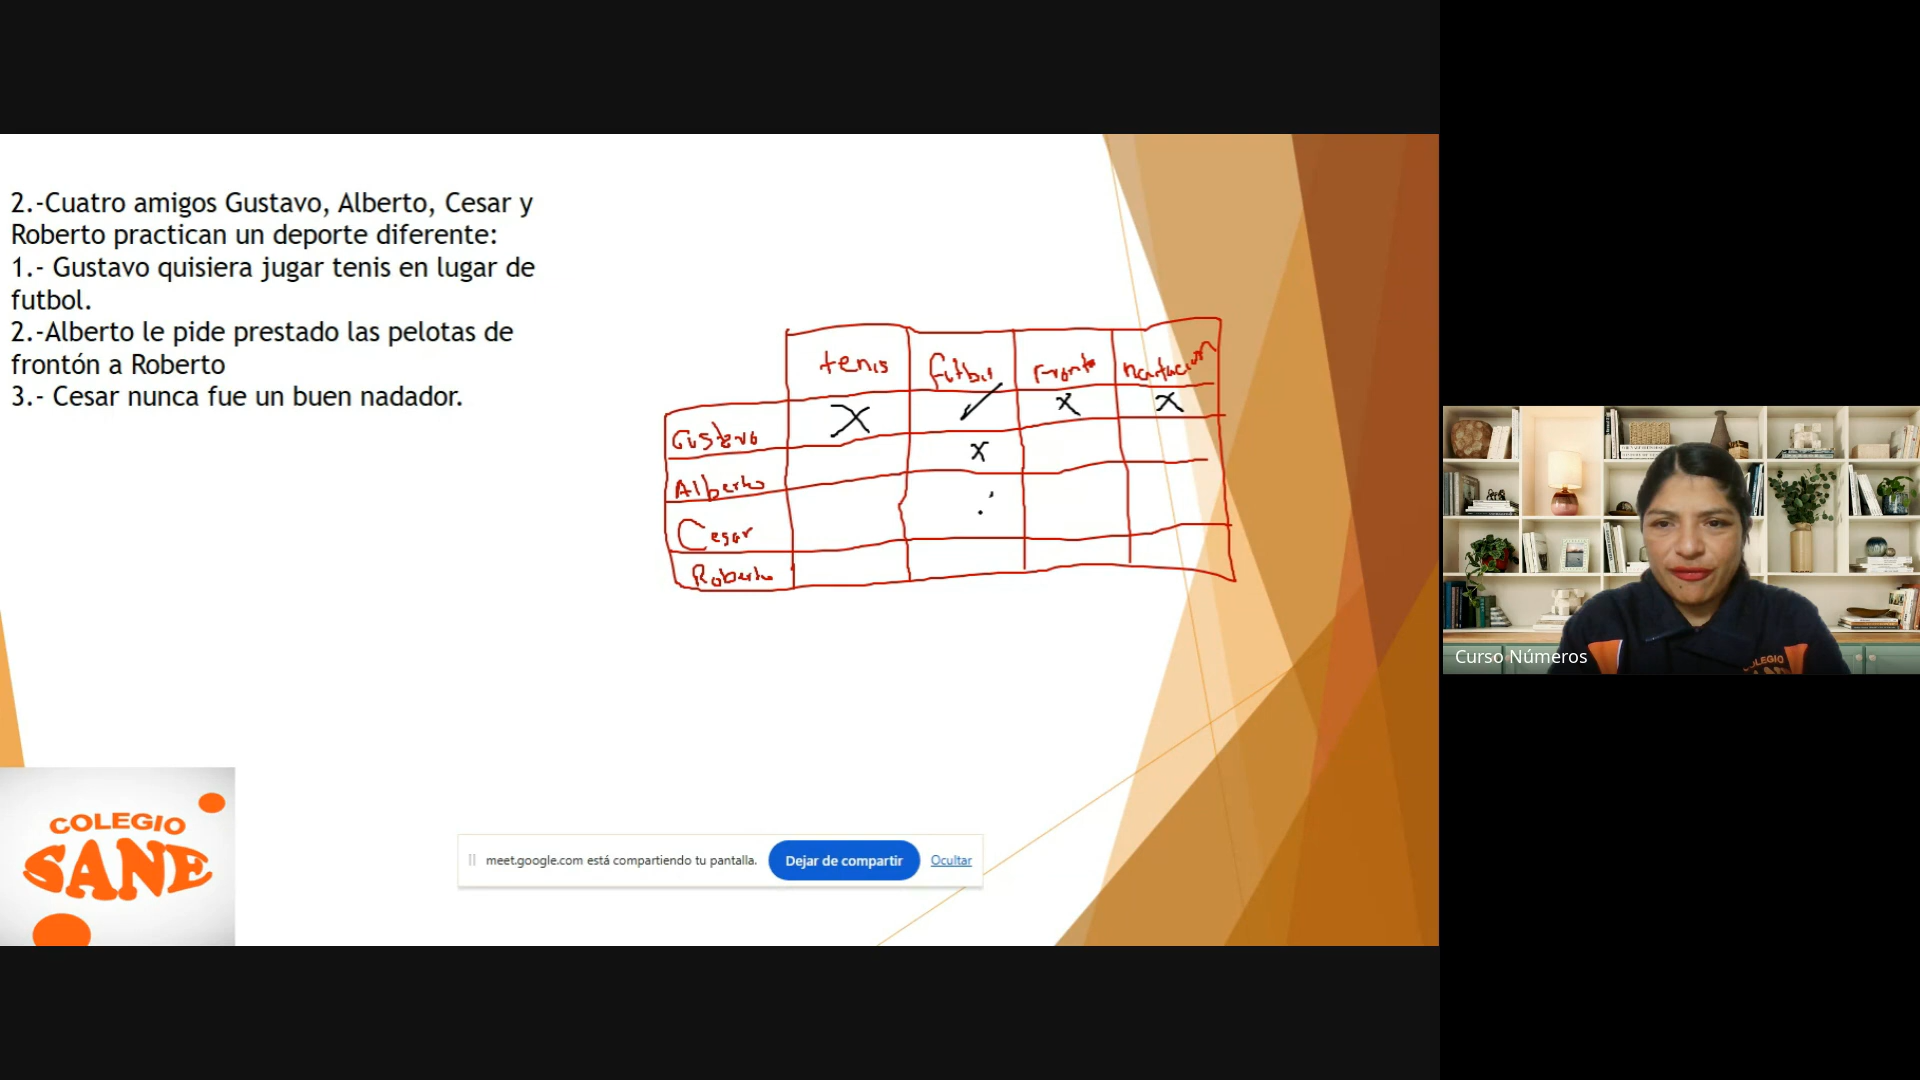 2.-Cuatro amigos Gustavo, Alberto, Cesar y
Roberto practican un deporte diferente:
1.- Gustavo quisiera jugar tenis en lugar de
futbol.
2.-Alberto le pide prestado las pelotas de
frontón a Roberto
3.- Cesar nunca fue un buen nadador.
tenis futbol Fronto natación
Gustavo X ✓ x x
Alberto x
Cesar
Roberto
COLEGIO
SANE
meet.google.com está compartiendo tu pantalla. Dejar de compartir Ocultar
Curso Números